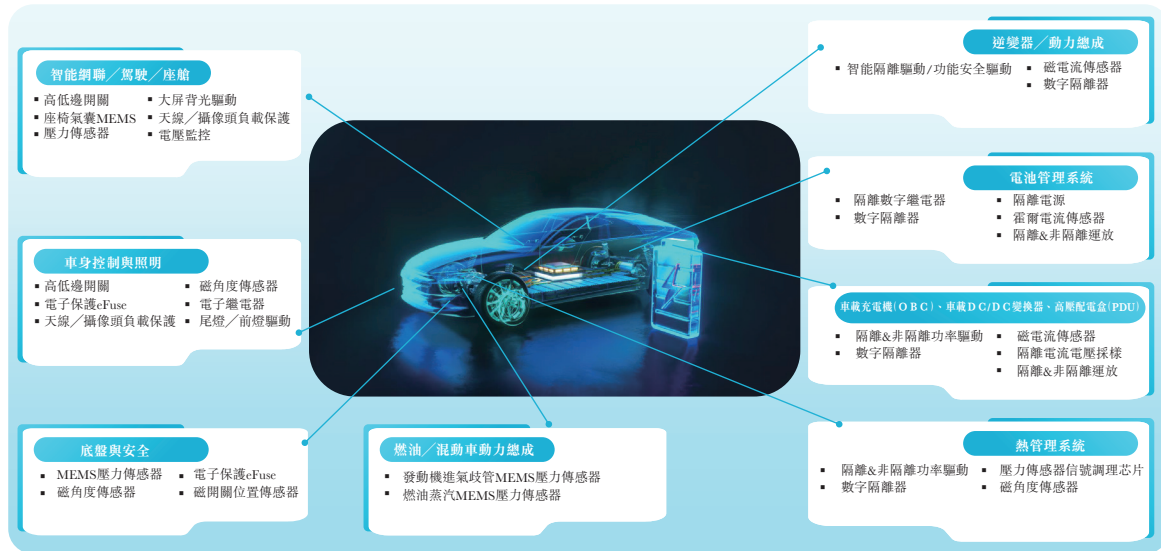 智能網聯／駕駛／座艙
▪ 高低邊開關
▪ 座椅氣囊MEMS
▪ 壓力傳感器
▪ 大屏背光驅動
▪ 天線／攝像頭負載保護
▪ 電壓監控
逆變器／動力總成
▪ 智能隔離驅動/功能安全驅動
▪ 磁電流傳感器
▪ 數字隔離器
電池管理系統
▪ 隔離數字繼電器
▪ 數字隔離器
▪ 隔離電源
▪ 霍爾電流傳感器
▪ 隔離&非隔離運放
車身控制與照明
▪ 高低邊開關
▪ 電子保護eFuse
▪ 天線／攝像頭負載保護
▪ 磁角度傳感器
▪ 電子繼電器
▪ 尾燈／前燈驅動
車載充電機(OBC)、車載DC/DC變換器、高壓配電盒(PDU)
▪ 隔離&非隔離功率驅動
▪ 數字隔離器
▪ 磁電流傳感器
▪ 隔離電流電壓採樣
▪ 隔離&非隔離運放
底盤與安全
▪ MEMS壓力傳感器
▪ 磁角度傳感器
▪ 電子保護eFuse
▪ 磁開關位置傳感器
燃油／混動車動力總成
▪ 發動機進氣歧管MEMS壓力傳感器
▪ 燃油蒸汽MEMS壓力傳感器
熱管理系統
▪ 隔離&非隔離功率驅動
▪ 數字隔離器
▪ 壓力傳感器信號調理芯片
▪ 磁角度傳感器